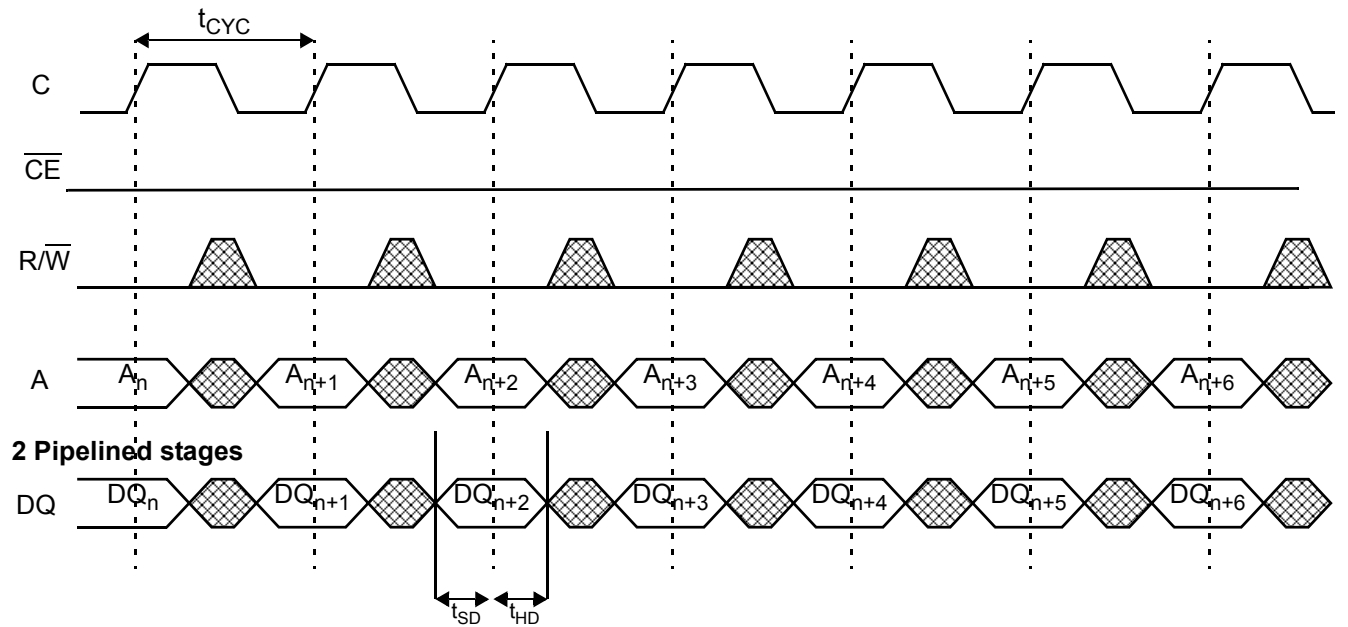 tCYC
C
CE
R/W
A An An+1 An+2 An+3 An+4 An+5 An+6
2 Pipelined stages
DQ DQn DQn+1 DQn+2 DQn+3 DQn+4 DQn+5 DQn+6
tSD tHD